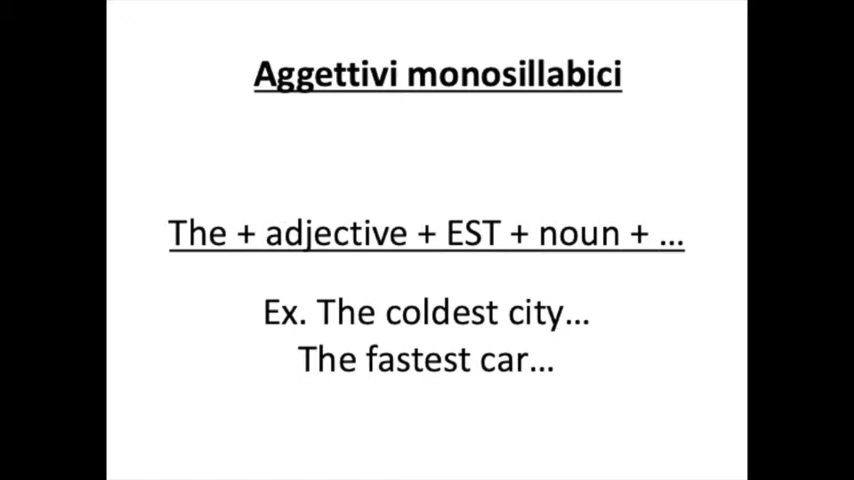 Aggettivi monosillabici
The + adjective + EST + noun + …
Ex. The coldest city…
The fastest car…